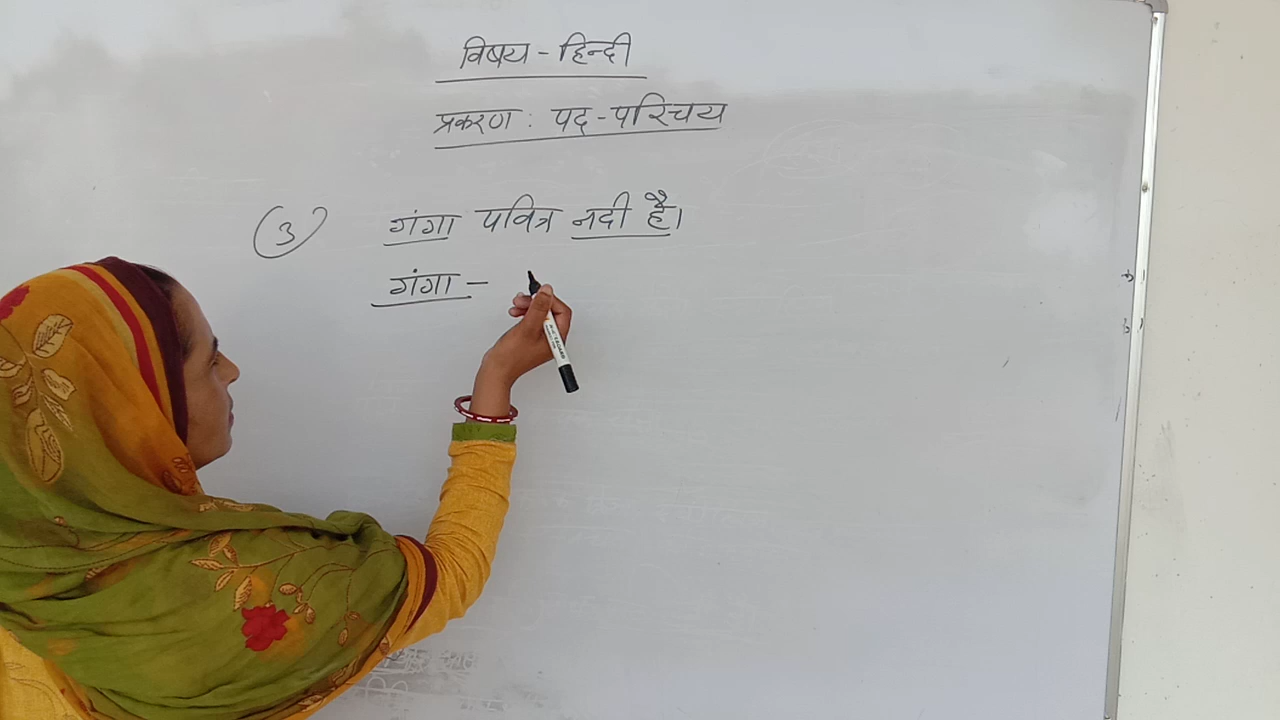 विषय - हिन्दी
प्रकरण : पद - परिचय
3 गंगा पवित्र नदी है।
गंगा -